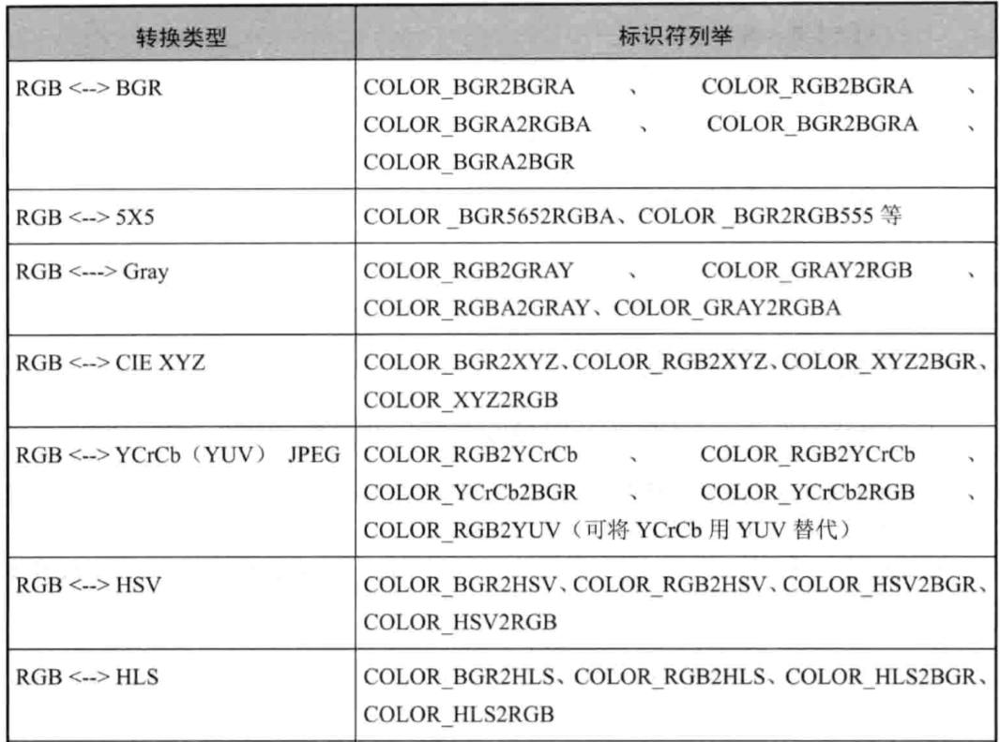 转换类型 标识符列举
RGB <--> BGR COLOR_BGR2BGRA 、 COLOR_RGB2BGRA 、
COLOR_BGRA2RGBA 、 COLOR_BGR2BGRA 、
COLOR_BGRA2BGR
RGB <--> 5X5 COLOR _BGR5652RGBA、COLOR _BGR2RGB555 等
RGB <---> Gray COLOR_RGB2GRAY 、 COLOR_GRAY2RGB 、
COLOR_RGBA2GRAY、COLOR_GRAY2RGBA
RGB <--> CIE XYZ COLOR_BGR2XYZ、COLOR_RGB2XYZ、COLOR_XYZ2BGR、
COLOR_XYZ2RGB
RGB <--> YCrCb（YUV） JPEG COLOR_RGB2YCrCb 、 COLOR_RGB2YCrCb 、
COLOR_YCrCb2BGR 、 COLOR_YCrCb2RGB 、
COLOR_RGB2YUV（可将 YCrCb 用 YUV 替代）
RGB <--> HSV COLOR_BGR2HSV、COLOR_RGB2HSV、COLOR_HSV2BGR、
COLOR_HSV2RGB
RGB <--> HLS COLOR_BGR2HLS、COLOR_RGB2HLS、COLOR_HLS2BGR、
COLOR_HLS2RGB